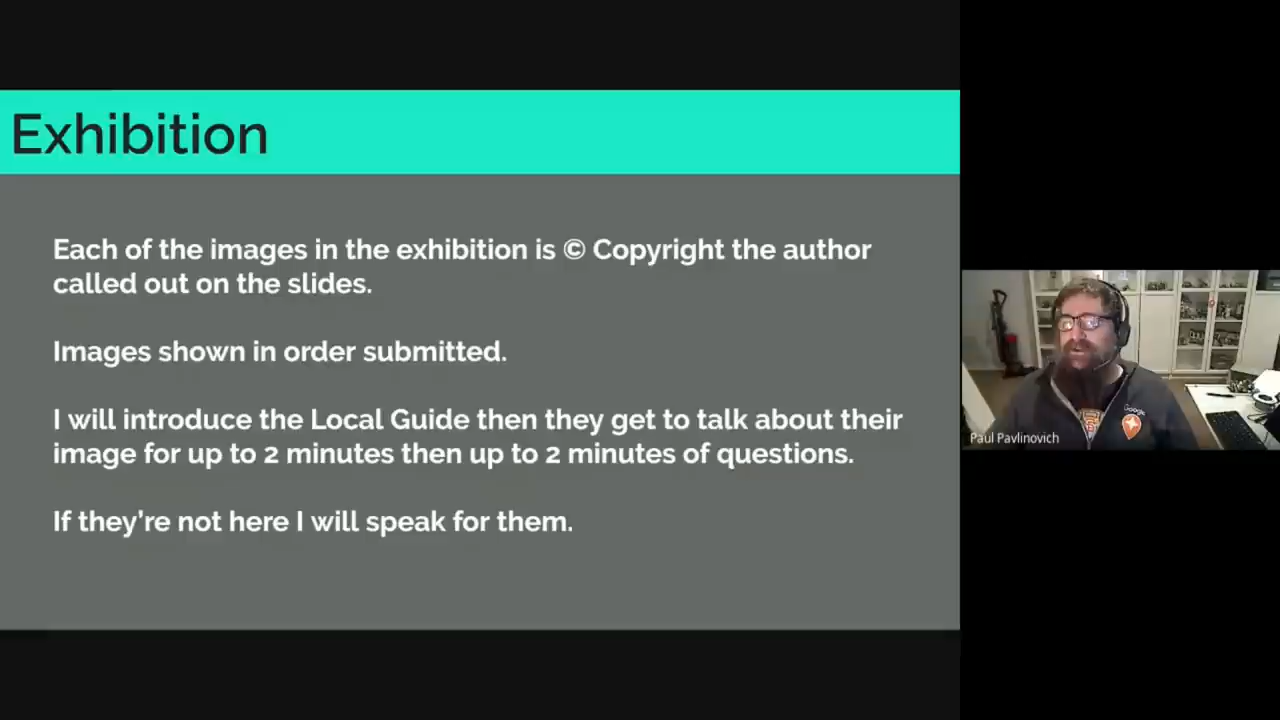 Exhibition
Each of the images in the exhibition is © Copyright the author
called out on the slides.
Images shown in order submitted.
I will introduce the Local Guide then they get to talk about their
image for up to 2 minutes then up to 2 minutes of questions.
If they're not here I will speak for them.
Google
Paul Pavlinovich